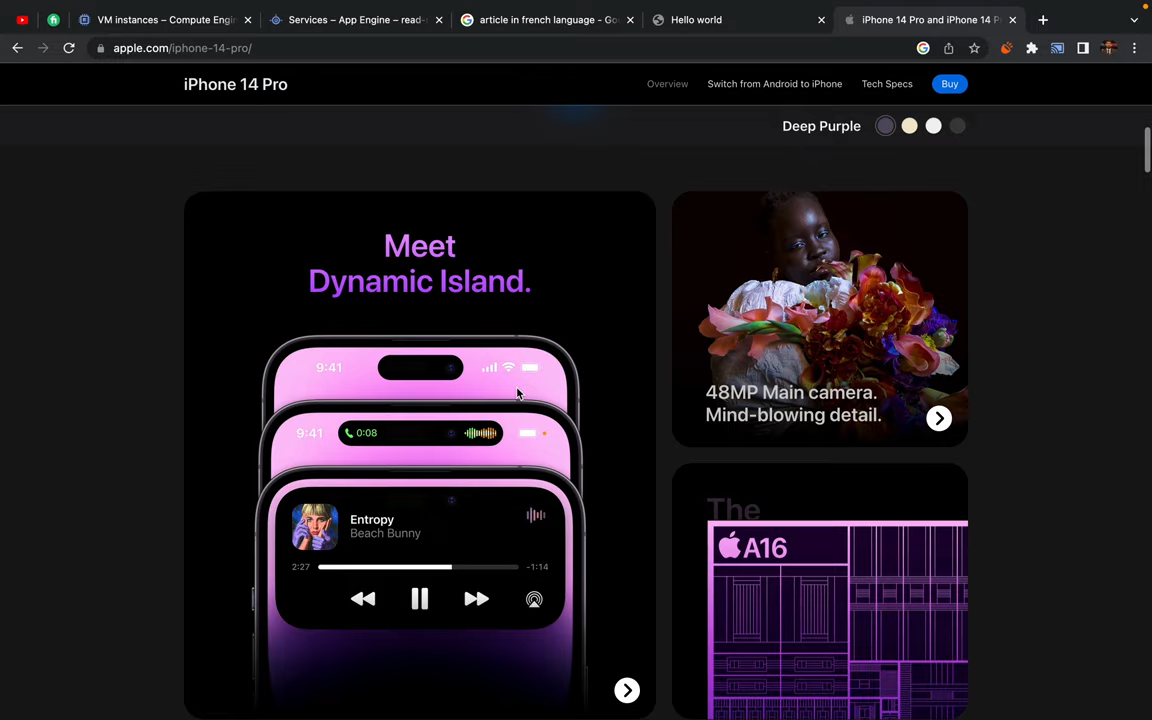 VM instances – Compute Engin
Services – App Engine – read-
article in french language - Go
Hello world
iPhone 14 Pro and iPhone 14 P
apple.com/iphone-14-pro/
iPhone 14 Pro
Overview
Switch from Android to iPhone
Tech Specs
Buy
Deep Purple
Meet
Dynamic Island.
9:41
9:41
0:08
Entropy
Beach Bunny
2:27
-1:14
48MP Main camera.
Mind-blowing detail.
The
A16